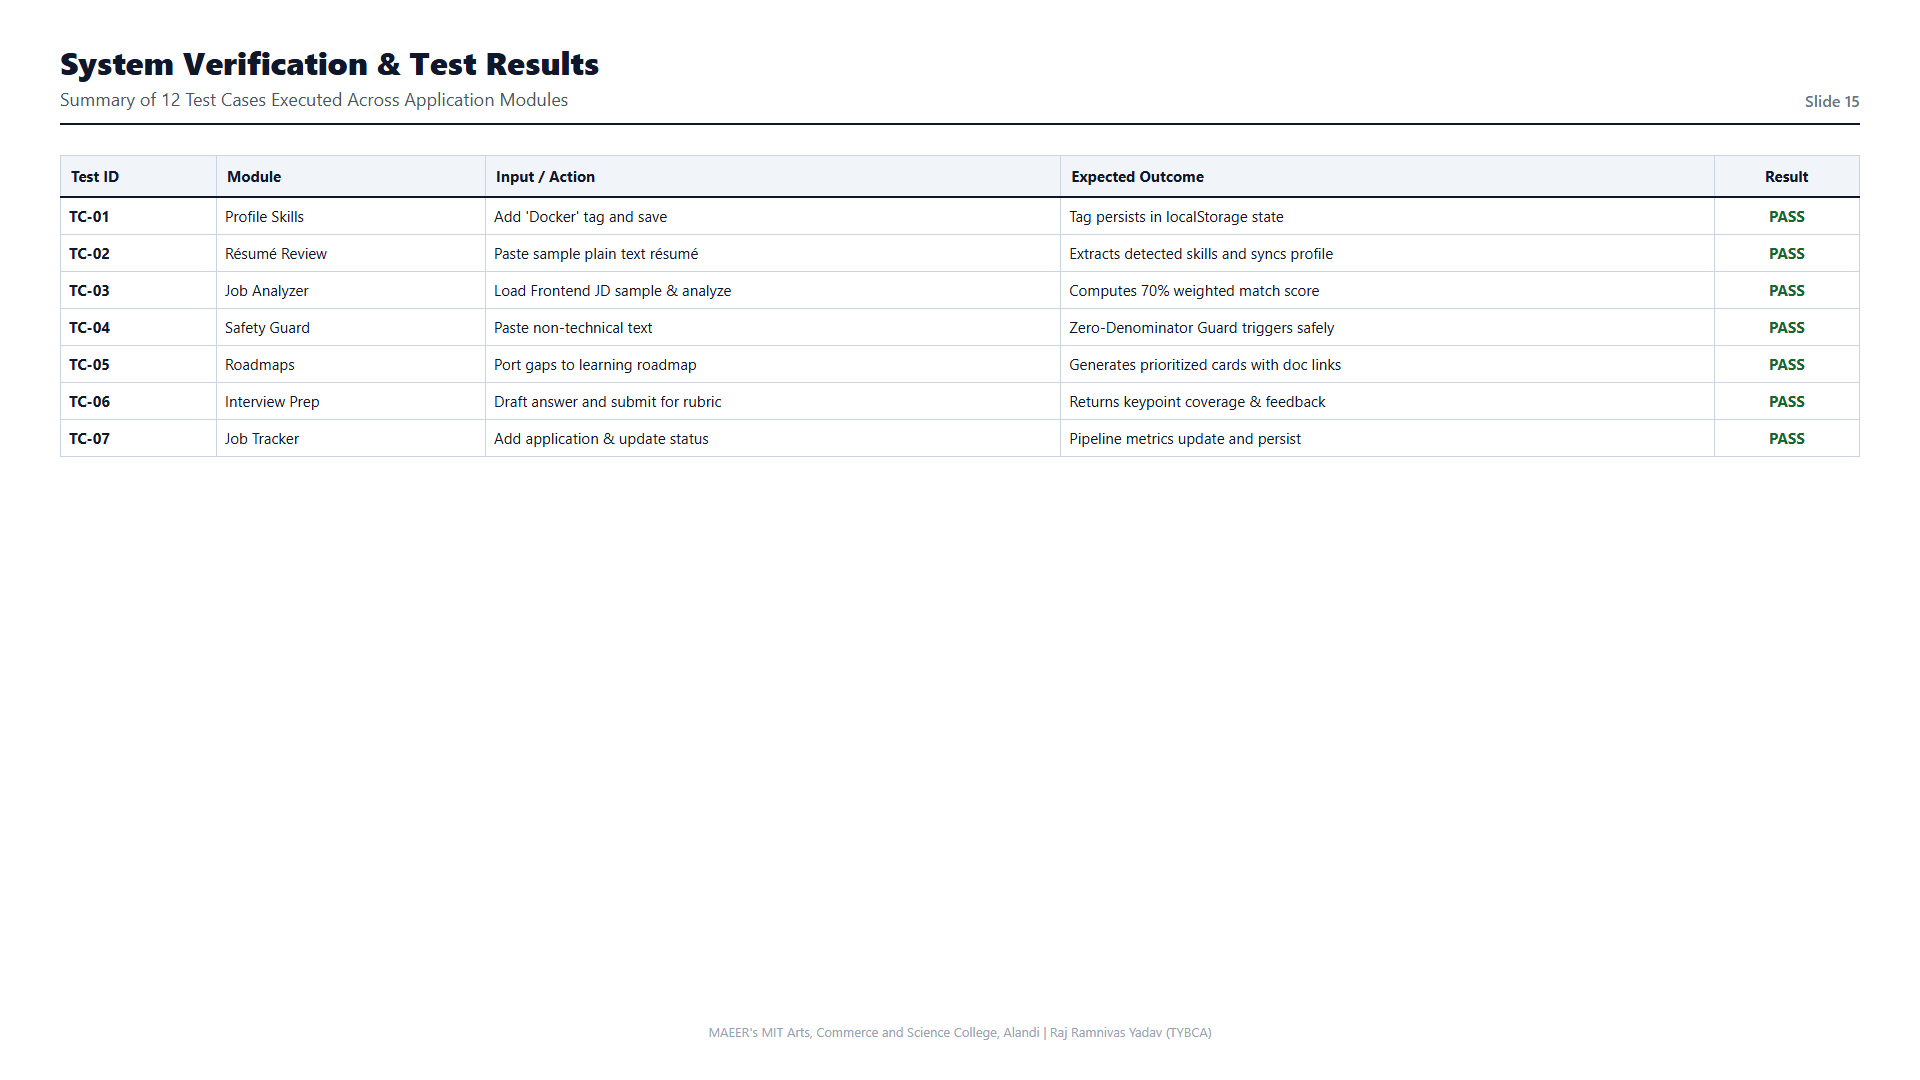 System Verification & Test Results
Summary of 12 Test Cases Executed Across Application Modules
Slide 15
Test ID Module Input / Action Expected Outcome Result
TC-01 Profile Skills Add 'Docker' tag and save Tag persists in localStorage state PASS
TC-02 Résumé Review Paste sample plain text résumé Extracts detected skills and syncs profile PASS
TC-03 Job Analyzer Load Frontend JD sample & analyze Computes 70% weighted match score PASS
TC-04 Safety Guard Paste non-technical text Zero-Denominator Guard triggers safely PASS
TC-05 Roadmaps Port gaps to learning roadmap Generates prioritized cards with doc links PASS
TC-06 Interview Prep Draft answer and submit for rubric Returns keypoint coverage & feedback PASS
TC-07 Job Tracker Add application & update status Pipeline metrics update and persist PASS
MAEER's MIT Arts, Commerce and Science College, Alandi | Raj Ramnivas Yadav (TYBCA)